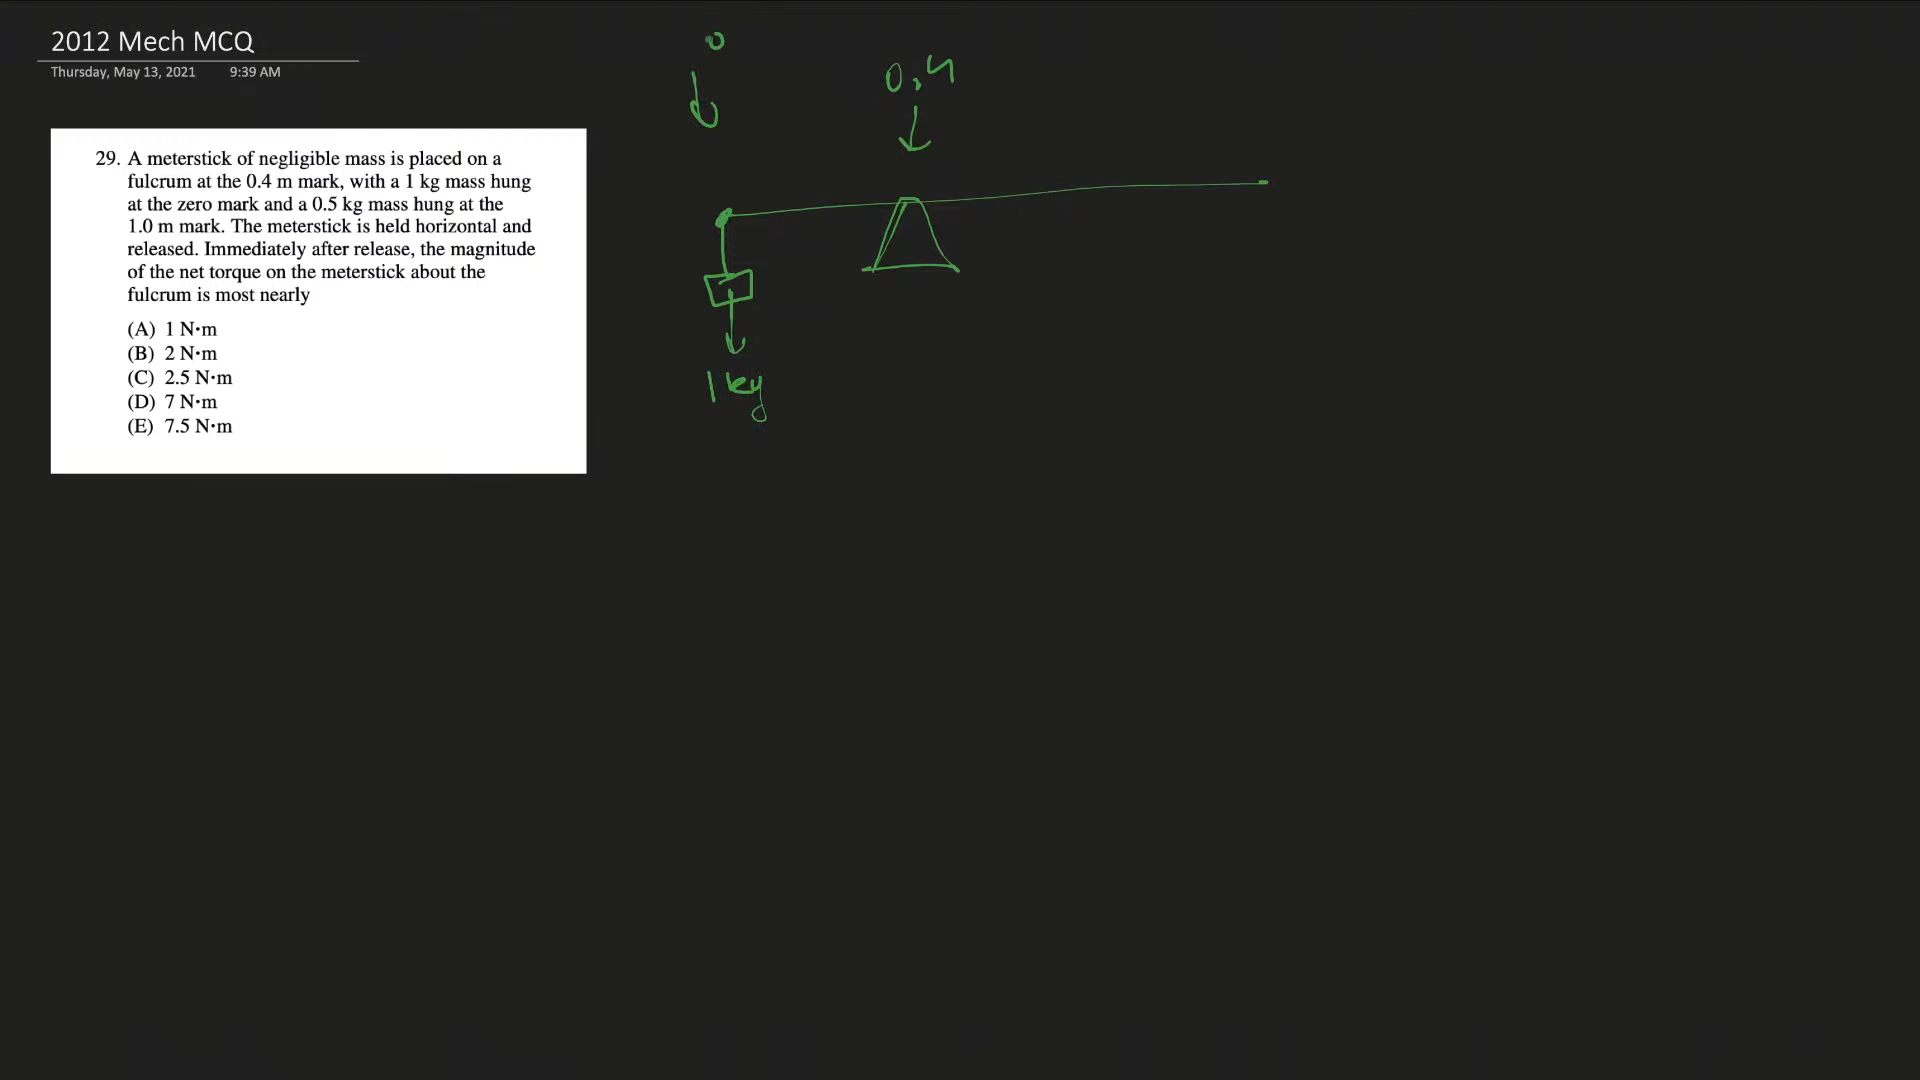 2012 Mech MCQ
Thursday, May 13, 2021 9:39 AM
29. A meterstick of negligible mass is placed on a
fulcrum at the 0.4 m mark, with a 1 kg mass hung
at the zero mark and a 0.5 kg mass hung at the
1.0 m mark. The meterstick is held horizontal and
released. Immediately after release, the magnitude
of the net torque on the meterstick about the
fulcrum is most nearly
(A) 1 N•m
(B) 2 N•m
(C) 2.5 N•m
(D) 7 N•m
(E) 7.5 N•m
0
0.4
1 kg